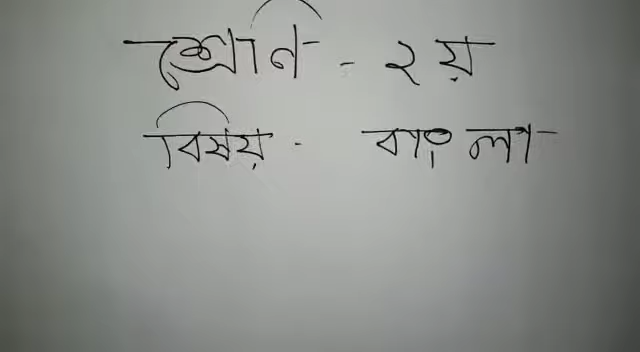 শ্রেণি - ২য়
বিষয় - বাংলা